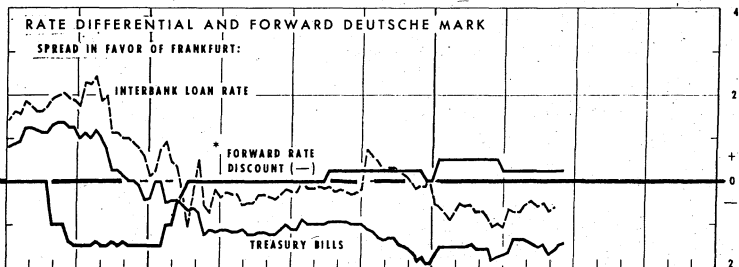 RATE DIFFERENTIAL AND FORWARD DEUTSCHE MARK
4
SPREAD IN FAVOR OF FRANKFURT:
INTERBANK LOAN RATE
2
* FORWARD RATE
DISCOUNT (—)
+
0
—
TREASURY BILLS
2